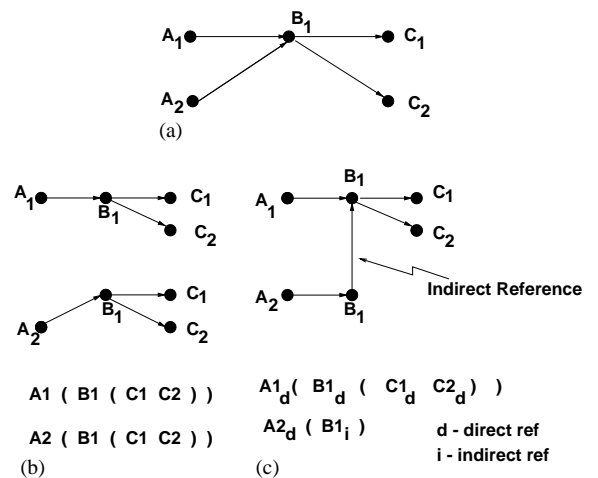 A1 B1 C1
A2 C2
(a)
A1 B1 C1
C2
B1 C1
A2 C2
A1 ( B1 ( C1 C2 ) )
A2 ( B1 ( C1 C2 ) )
(b)
B1
A1 C1
C2
Indirect Reference
A2 B1
A1d( B1d ( C1d C2d ) )
A2d ( B1i )
d - direct ref
i - indirect ref
(c)